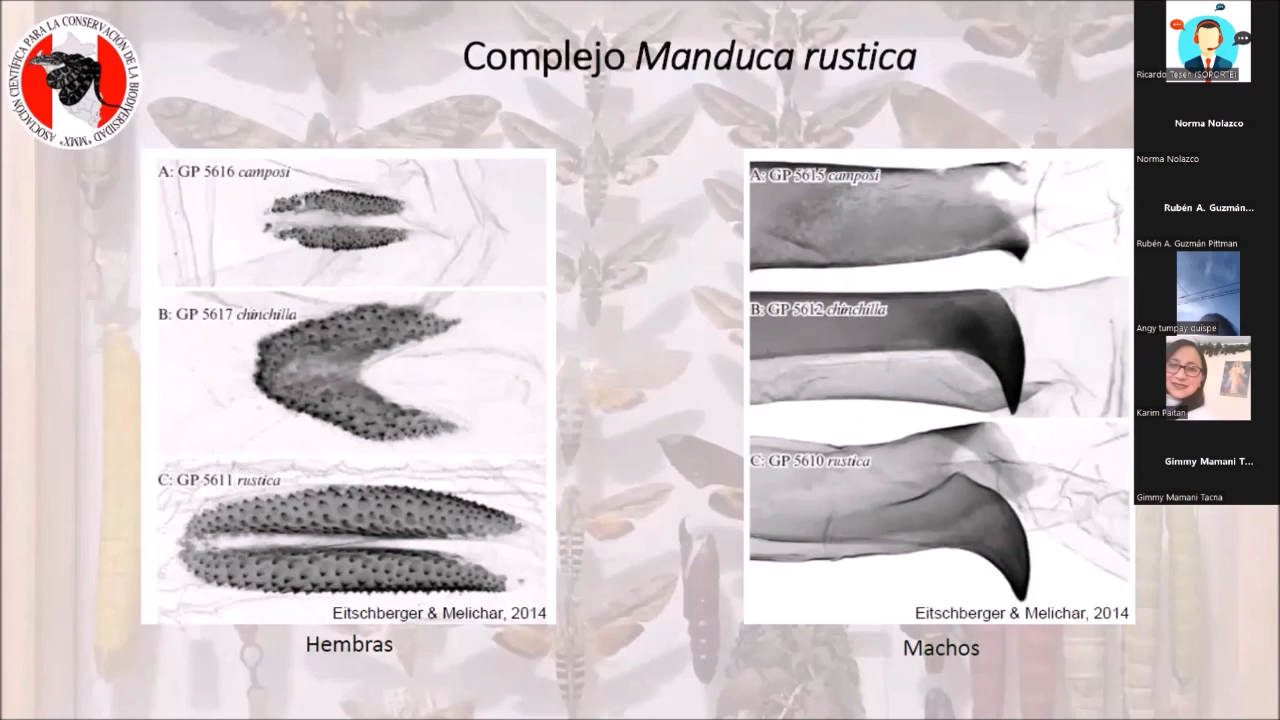 ASOCIACIÓN CIENTÍFICA PARA LA CONSERVACIÓN DE LA BIODIVERSIDAD "MMX"
Complejo Manduca rustica
A: GP 5616 camposi
B: GP 5617 chinchilla
C: GP 5611 rustica
Eitschberger & Melichar, 2014
Hembras
A: GP 5615 camposi
B: GP 5612 chinchilla
C: GP 5610 rustica
Eitschberger & Melichar, 2014
Machos
Ricardo Tesen (SOPORTE)
Norma Nolazco
Norma Nolazco
Rubén A. Guzmán...
Rubén A. Guzmán Pittman
Angy tumpay quispe
Karim Paitan
Gimmy Mamani T...
Gimmy Mamani Tacna